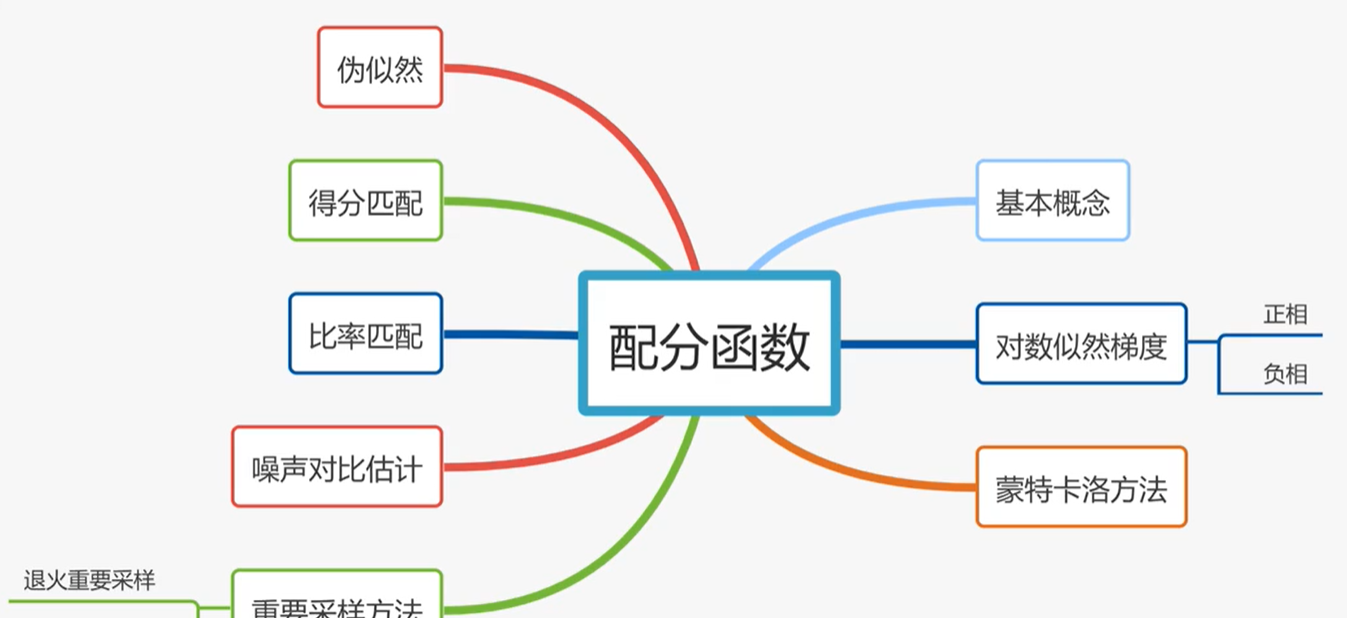 伪似然
得分匹配
基本概念
比率匹配
配分函数
对数似然梯度
正相
负相
噪声对比估计
蒙特卡洛方法
退火重要采样
重要采样方法